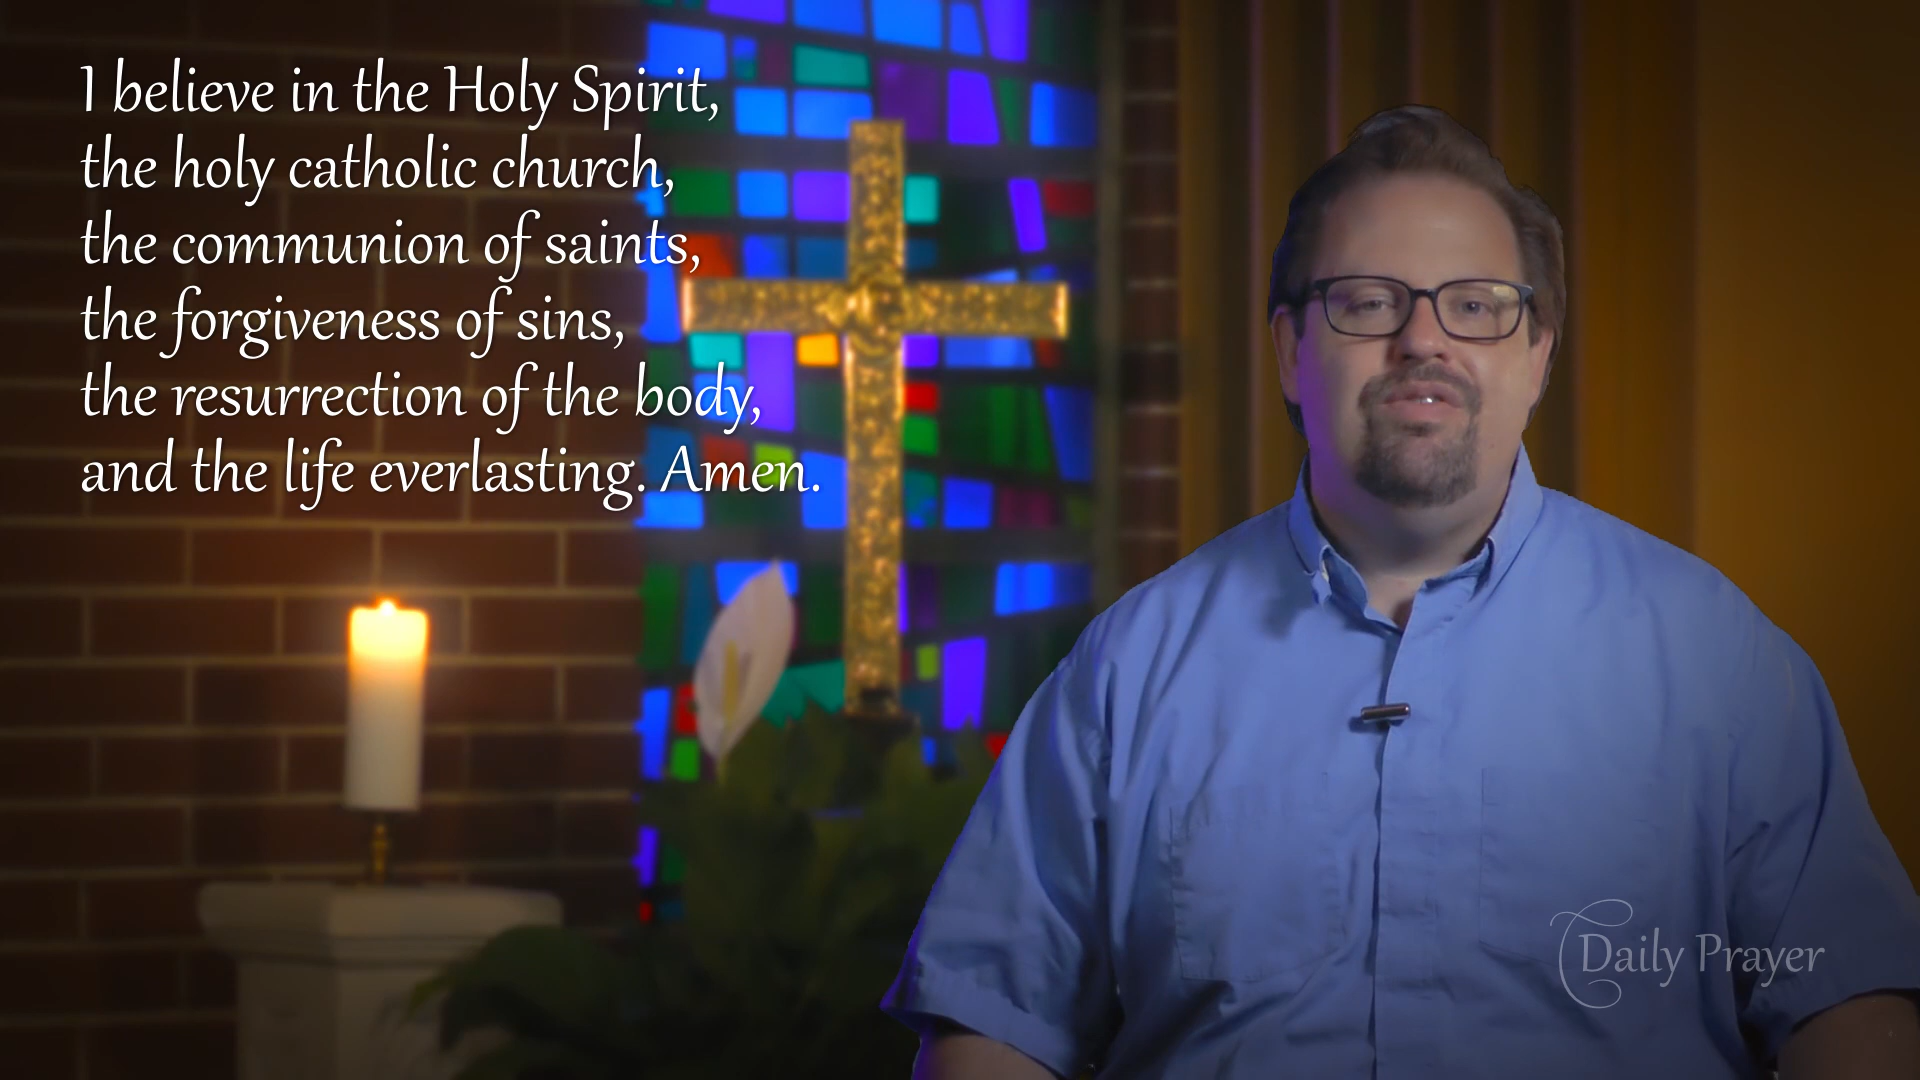 I believe in the Holy Spirit,
the holy catholic church,
the communion of saints,
the forgiveness of sins,
the resurrection of the body,
and the life everlasting. Amen.
Daily Prayer